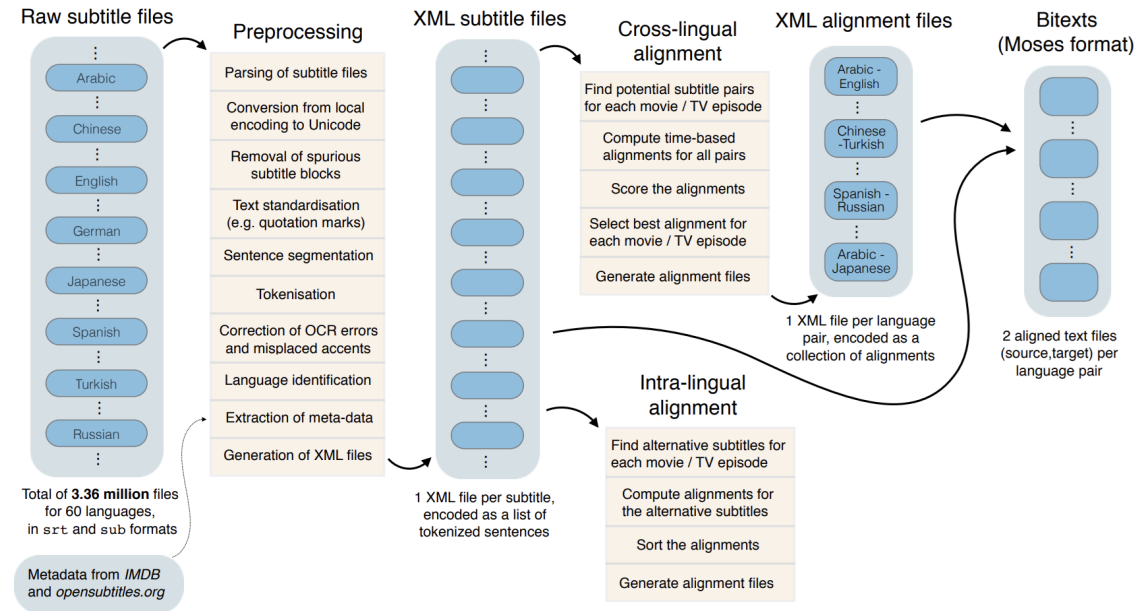 Raw subtitle files
⋮
Arabic
⋮
Chinese
⋮
English
⋮
German
⋮
Japanese
⋮
Spanish
⋮
Turkish
⋮
Russian
⋮
Total of 3.36 million files
for 60 languages,
in srt and sub formats
Metadata from IMDB
and opensubtitles.org
Preprocessing
Parsing of subtitle files
Conversion from local
encoding to Unicode
Removal of spurious
subtitle blocks
Text standardisation
(e.g. quotation marks)
Sentence segmentation
Tokenisation
Correction of OCR errors
and misplaced accents
Language identification
Extraction of meta-data
Generation of XML files
XML subtitle files
⋮
⋮
⋮
⋮
⋮
⋮
⋮
⋮
⋮
1 XML file per subtitle,
encoded as a list of
tokenized sentences
Cross-lingual
alignment
Find potential subtitle pairs
for each movie / TV episode
Compute time-based
alignments for all pairs
Score the alignments
Select best alignment for
each movie / TV episode
Generate alignment files
Intra-lingual
alignment
Find alternative subtitles for
each movie / TV episode
Compute alignments for
the alternative subtitles
Sort the alignments
Generate alignment files
XML alignment files
Arabic -
English
⋮
Chinese
-Turkish
⋮
Spanish -
Russian
⋮
Arabic -
Japanese
1 XML file per language
pair, encoded as a
collection of alignments
Bitexts
(Moses format)
⋮
⋮
⋮
2 aligned text files
(source,target) per
language pair